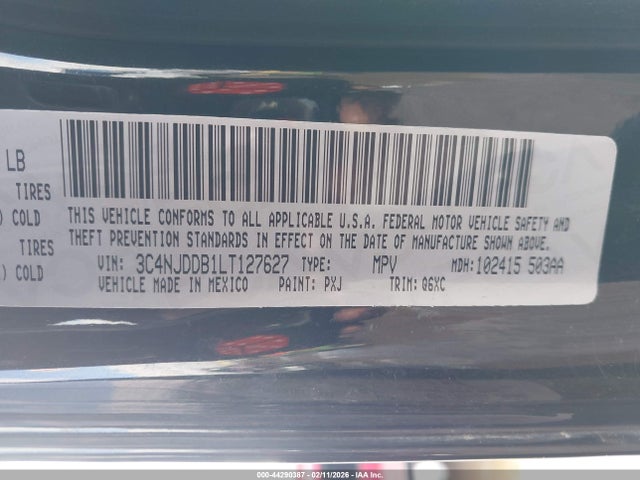 LB
TIRES
) COLD
TIRES
) COLD
THIS VEHICLE CONFORMS TO ALL APPLICABLE U.S.A. FEDERAL MOTOR VEHICLE SAFETY AND
THEFT PREVENTION STANDARDS IN EFFECT ON THE DATE OF MANUFACTURE SHOWN ABOVE.
VIN: 3C4NJDDB1LT127627 TYPE: MPV MDH: 102415 503AA
VEHICLE MADE IN MEXICO PAINT: PXJ TRIM: Q6XC
000-44290387 - 02/11/2026 - IAA Inc.